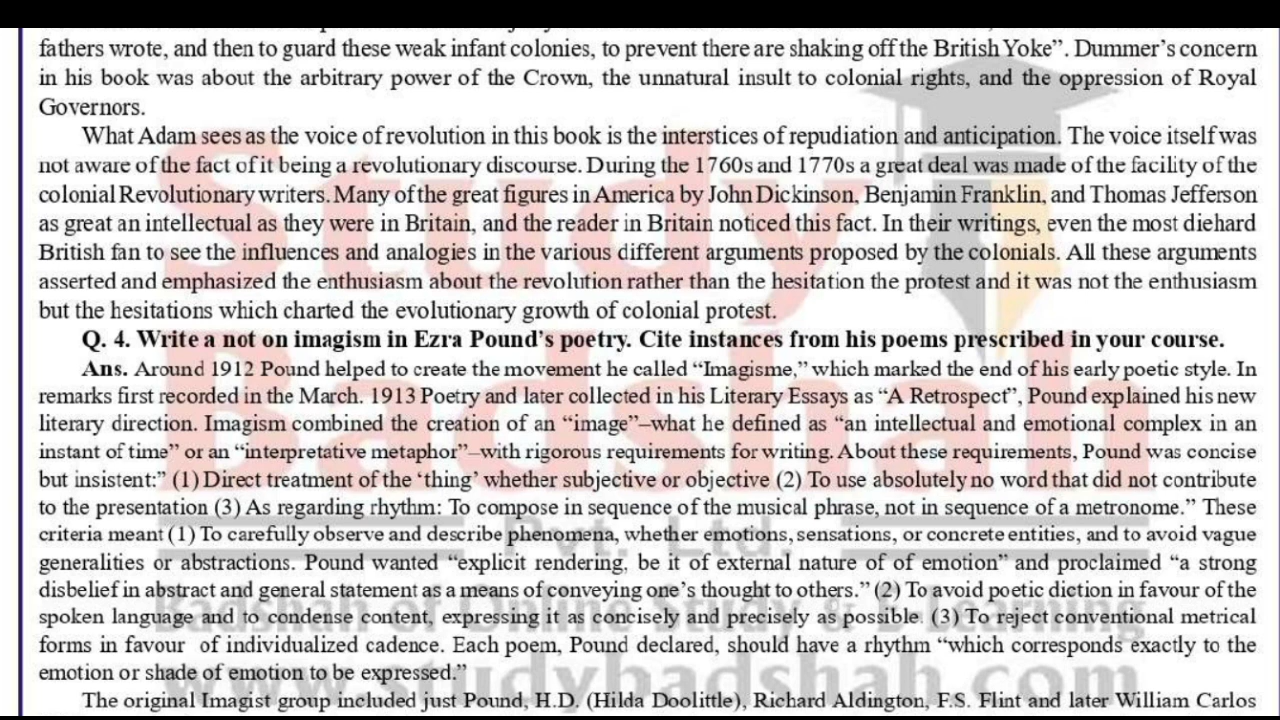 fathers wrote, and then to guard these weak infant colonies, to prevent there are shaking off the British Yoke”. Dummer’s concern
in his book was about the arbitrary power of the Crown, the unnatural insult to colonial rights, and the oppression of Royal
Governors.
What Adam sees as the voice of revolution in this book is the interstices of repudiation and anticipation. The voice itself was
not aware of the fact of it being a revolutionary discourse. During the 1760s and 1770s a great deal was made of the facility of the
colonial Revolutionary writers. Many of the great figures in America by John Dickinson, Benjamin Franklin, and Thomas Jefferson
as great an intellectual as they were in Britain, and the reader in Britain noticed this fact. In their writings, even the most diehard
British fan to see the influences and analogies in the various different arguments proposed by the colonials. All these arguments
asserted and emphasized the enthusiasm about the revolution rather than the hesitation the protest and it was not the enthusiasm
but the hesitations which charted the evolutionary growth of colonial protest.
Q. 4. Write a not on imagism in Ezra Pound’s poetry. Cite instances from his poems prescribed in your course.
Ans. Around 1912 Pound helped to create the movement he called “Imagisme,” which marked the end of his early poetic style. In
remarks first recorded in the March. 1913 Poetry and later collected in his Literary Essays as “A Retrospect”, Pound explained his new
literary direction. Imagism combined the creation of an “image”–what he defined as “an intellectual and emotional complex in an
instant of time” or an “interpretative metaphor”–with rigorous requirements for writing. About these requirements, Pound was concise
but insistent:” (1) Direct treatment of the ‘thing’ whether subjective or objective (2) To use absolutely no word that did not contribute
to the presentation (3) As regarding rhythm: To compose in sequence of the musical phrase, not in sequence of a metronome.” These
criteria meant (1) To carefully observe and describe phenomena, whether emotions, sensations, or concrete entities, and to avoid vague
generalities or abstractions. Pound wanted “explicit rendering, be it of external nature of of emotion” and proclaimed “a strong
disbelief in abstract and general statement as a means of conveying one’s thought to others.” (2) To avoid poetic diction in favour of the
spoken language and to condense content, expressing it as concisely and precisely as possible. (3) To reject conventional metrical
forms in favour of individualized cadence. Each poem, Pound declared, should have a rhythm “which corresponds exactly to the
emotion or shade of emotion to be expressed.”
The original Imagist group included just Pound, H.D. (Hilda Doolittle), Richard Aldington, F.S. Flint and later William Carlos
Study
Badshah
Pvt. Ltd.
Badshah of Online Study & E-Learning
www.studybadshah.com